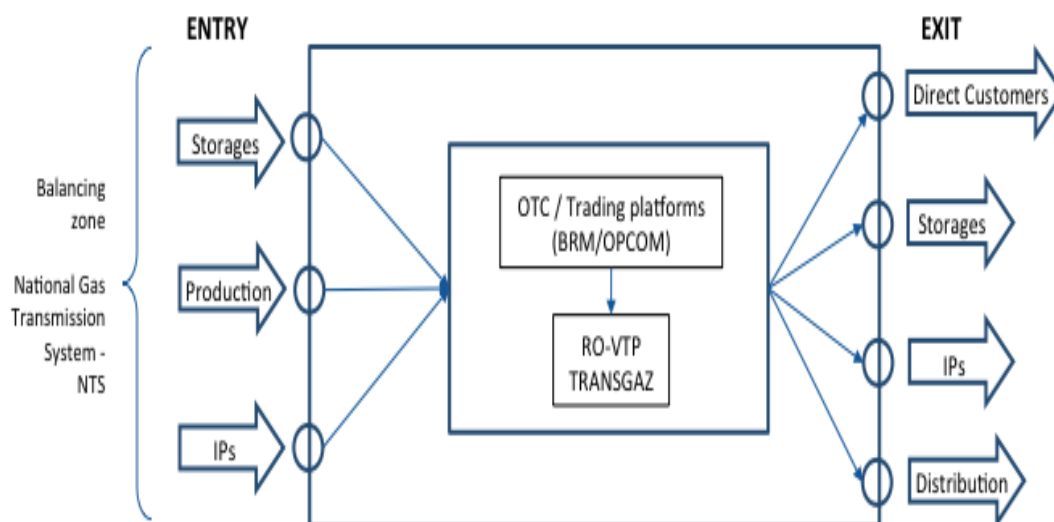 ENTRY
EXIT
Balancing
zone
National Gas
Transmission
System -
NTS
Storages
Production
IPs
OTC / Trading platforms
(BRM/OPCOM)
RO-VTP
TRANSGAZ
Direct Customers
Storages
IPs
Distribution